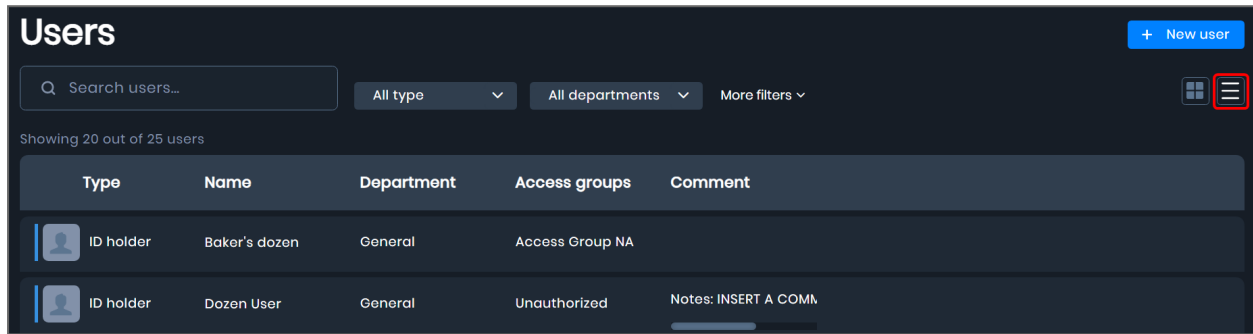 Users
+ New user
Search users...
All type
All departments
More filters
Showing 20 out of 25 users
Type Name Department Access groups Comment
ID holder Baker's dozen General Access Group NA
ID holder Dozen User General Unauthorized Notes: INSERT A COMM